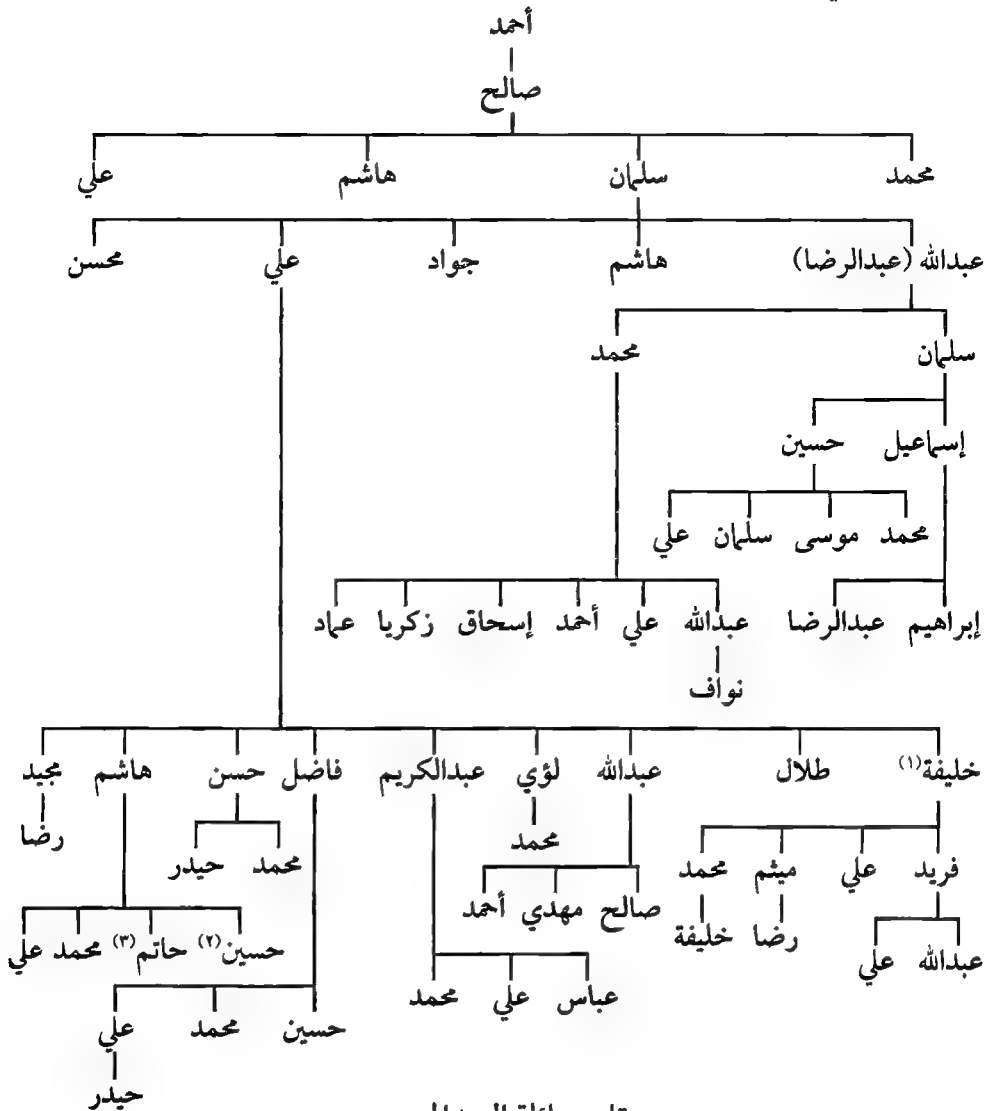 أحمد
صالح
محمد سلمان هاشم علي
عبدالله (عبدالرضا) هاشم جواد علي محسن
سلمان محمد
إسماعيل حسين
محمد موسى سلمان علي
إبراهيم عبدالرضا عبدالله علي أحمد إسحاق زكريا عماد
نواف
خليفة (١) طلال عبدالله لؤي عبدالكريم فاضل حسن هاشم مجيد
محمد رضا
فريد علي ميثم محمد محمد حيدر
صالح مهدي أحمد
رضا خليفة
حسين (٢) حاتم (٣) محمد علي
عبدالله علي
عباس علي محمد
حسين محمد علي
حيدر